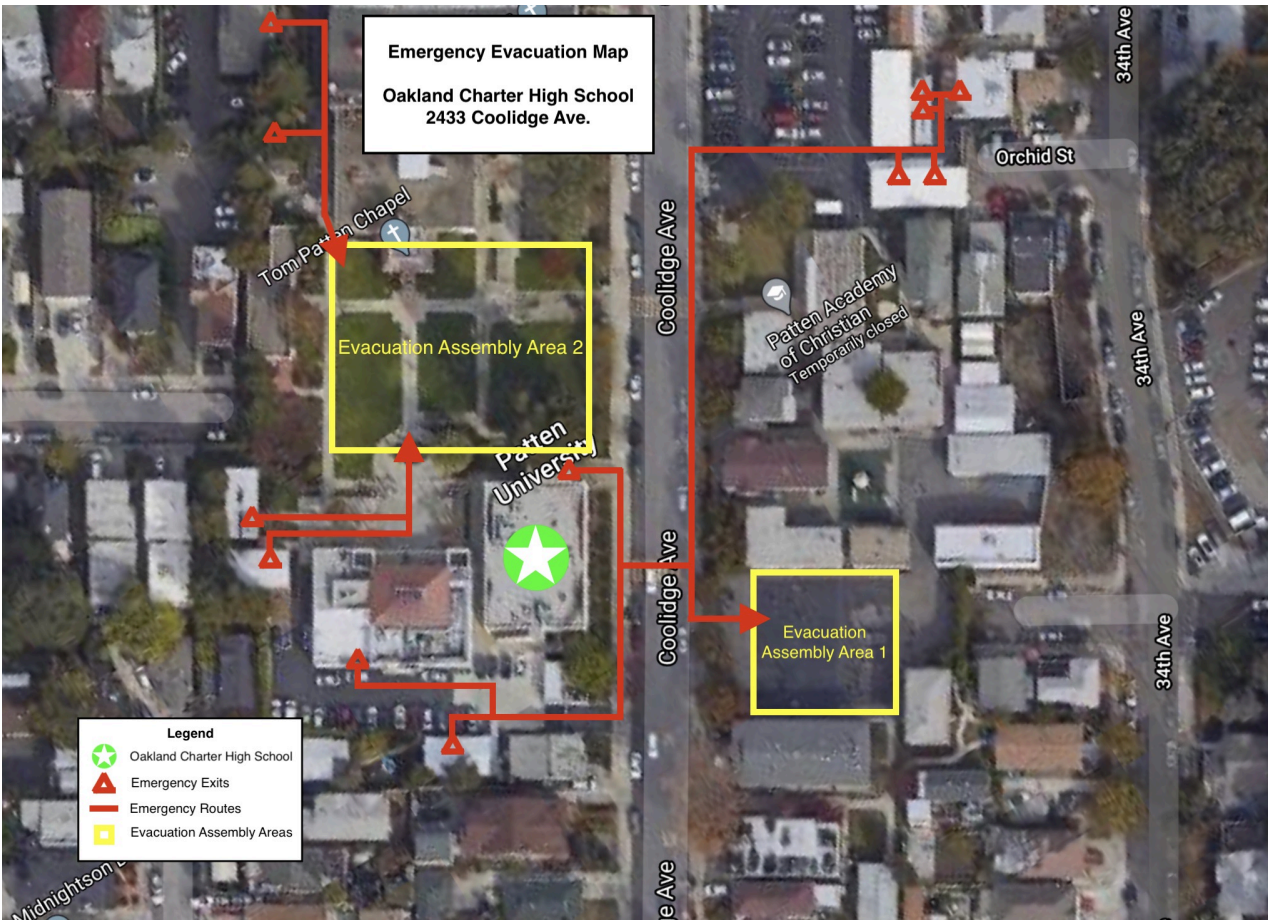 Emergency Evacuation Map
Oakland Charter High School
2433 Coolidge Ave.
34th Ave
Orchid St
Tom Patten Chapel
Coolidge Ave
Patten Academy
of Christian
Temporarily closed
34th Ave
Evacuation Assembly Area 2
Patten
University
Coolidge Ave
Evacuation
Assembly Area 1
34th Ave
Legend
Oakland Charter High School
Emergency Exits
Emergency Routes
Evacuation Assembly Areas
Midnightson
ge Ave